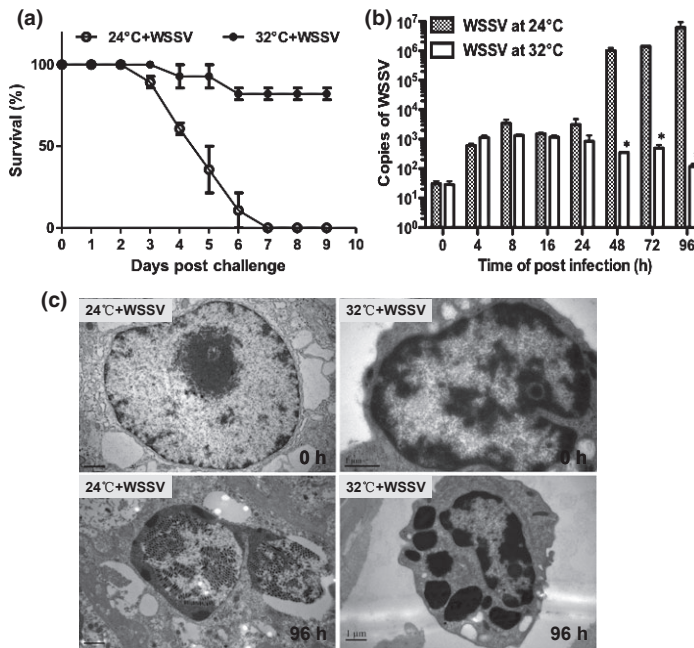 (a)
24°C+WSSV
32°C+WSSV
Survival (%)
100
50
0
0 1 2 3 4 5 6 7 8 9 10
Days post challenge
(b)
WSSV at 24°C
WSSV at 32°C
Copies of WSSV
10⁷
10⁶
10⁵
10⁴
10³
10²
10¹
10⁰
* *
0 4 8 16 24 48 72 96
Time of post infection (h)
(c)
24℃+WSSV
0 h
32℃+WSSV
1 μm
0 h
24℃+WSSV
96 h
32℃+WSSV
1 μm
96 h